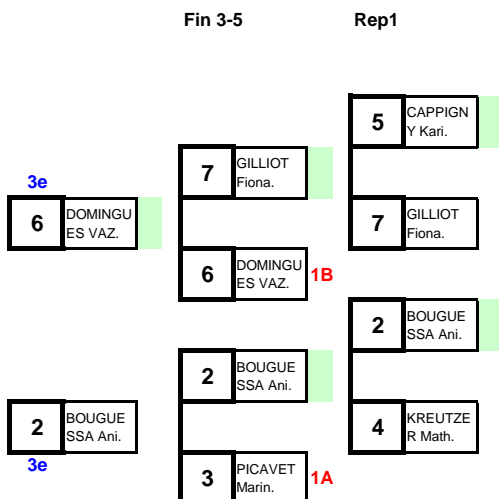 Fin 3-5
Rep1
5
CAPPIGN
Y Kari.
7
GILLIOT
Fiona.
3e
6
DOMINGU
ES VAZ.
7
GILLIOT
Fiona.
6
DOMINGU
ES VAZ.
1B
2
BOUGUE
SSA Ani.
2
BOUGUE
SSA Ani.
2
BOUGUE
SSA Ani.
4
KREUTZE
R Math.
3e
3
PICAVET
Marin.
1A